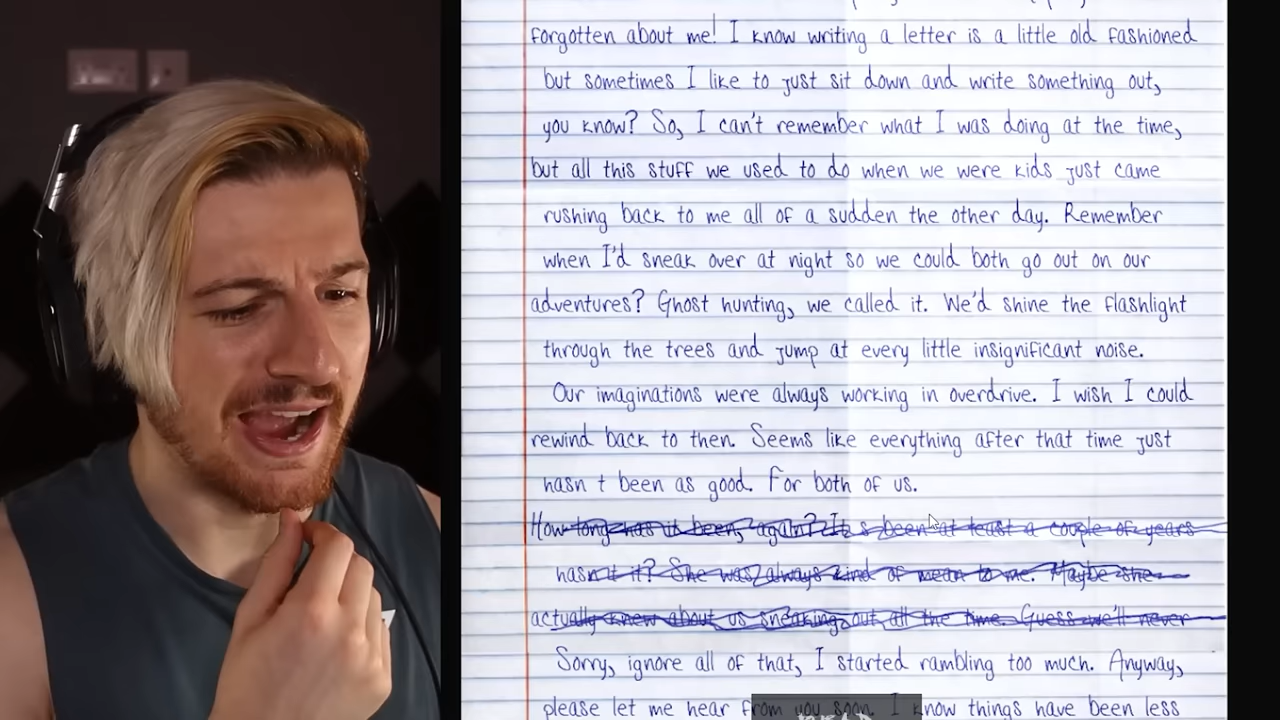 forgotten about me! I know writing a letter is a little old fashioned
but sometimes I like to just sit down and write something out,
you know? So, I can't remember what I was doing at the time,
but all this stuff we used to do when we were kids just came
rushing back to me all of a sudden the other day. Remember
when I'd sneak over at night so we could both go out on our
adventures? Ghost hunting, we called it. We'd shine the flashlight
through the trees and jump at every little insignificant noise.
Our imaginations were always working in overdrive. I wish I could
rewind back to then. Seems like everything after that time just
hasn t been as good. For both of us.
How long has it been, again? It s been at least a couple of years
hasn t it? She was always kind of mean to me. Maybe she
actually knew about us sneaking out all the time. Guess we'll never
Sorry, ignore all of that, I started rambling too much. Anyway,
please let me hear from you soon. I know things have been less